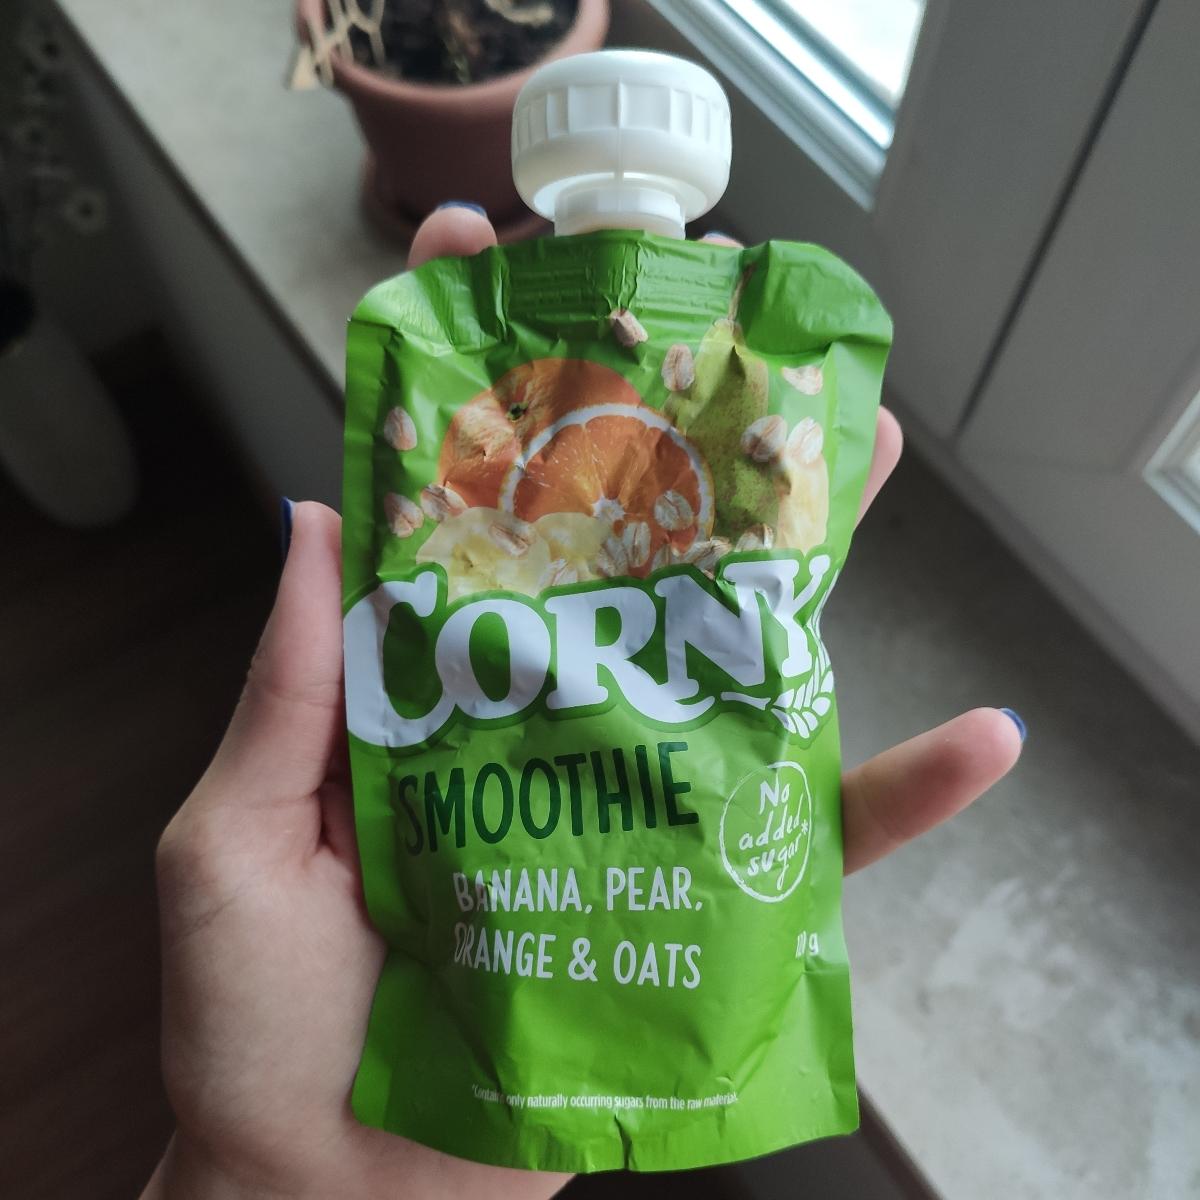 CORNY
SMOOTHIE
No
added
sugar*
BANANA, PEAR,
ORANGE & OATS
g
*Contains only naturally occurring sugars from the raw material.